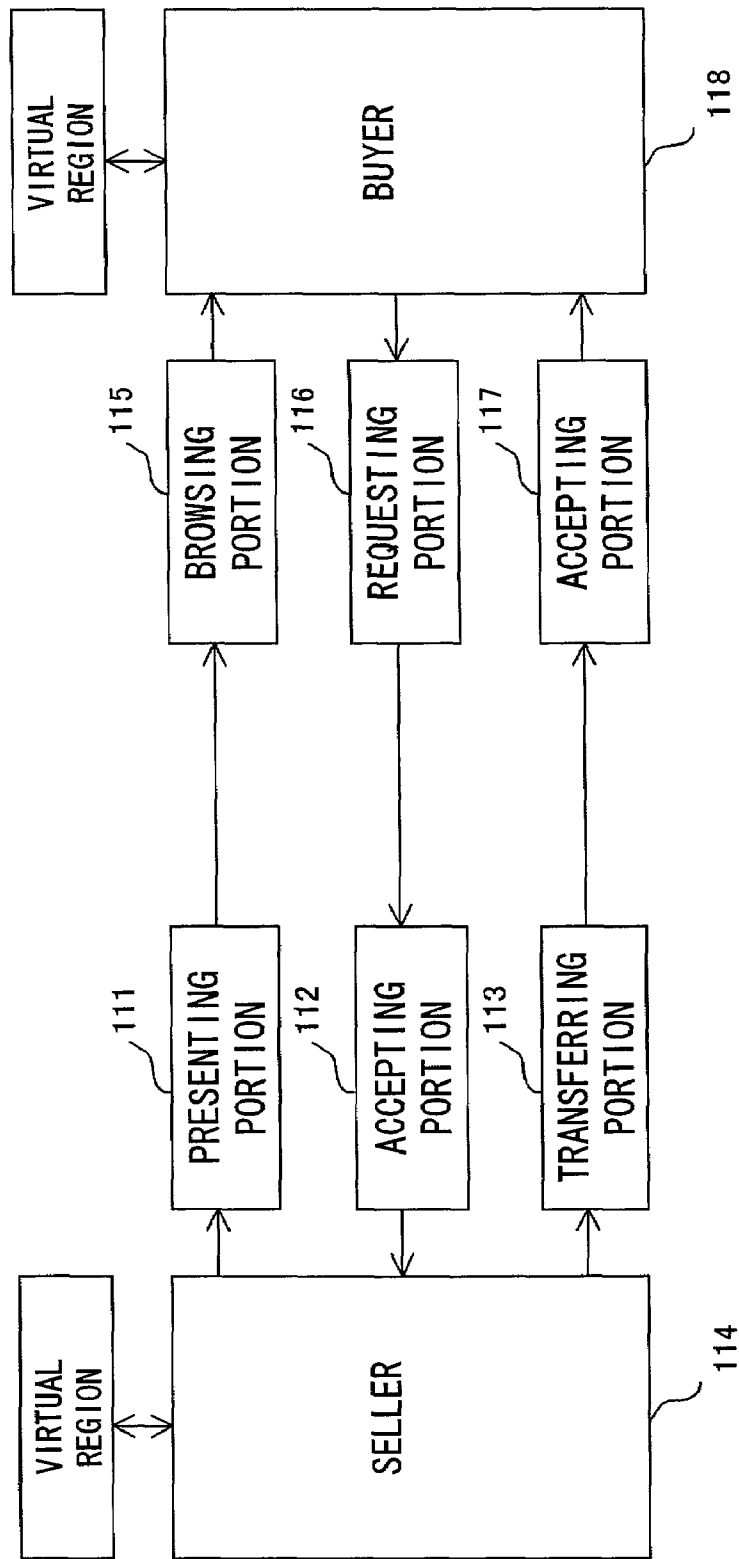 VIRTUAL
REGION
VIRTUAL
REGION
SELLER
114
PRESENTING
PORTION
111
BROWSING
PORTION
115
ACCEPTING
PORTION
112
REQUESTING
PORTION
116
TRANSFERRING
PORTION
113
ACCEPTING
PORTION
117
BUYER
118